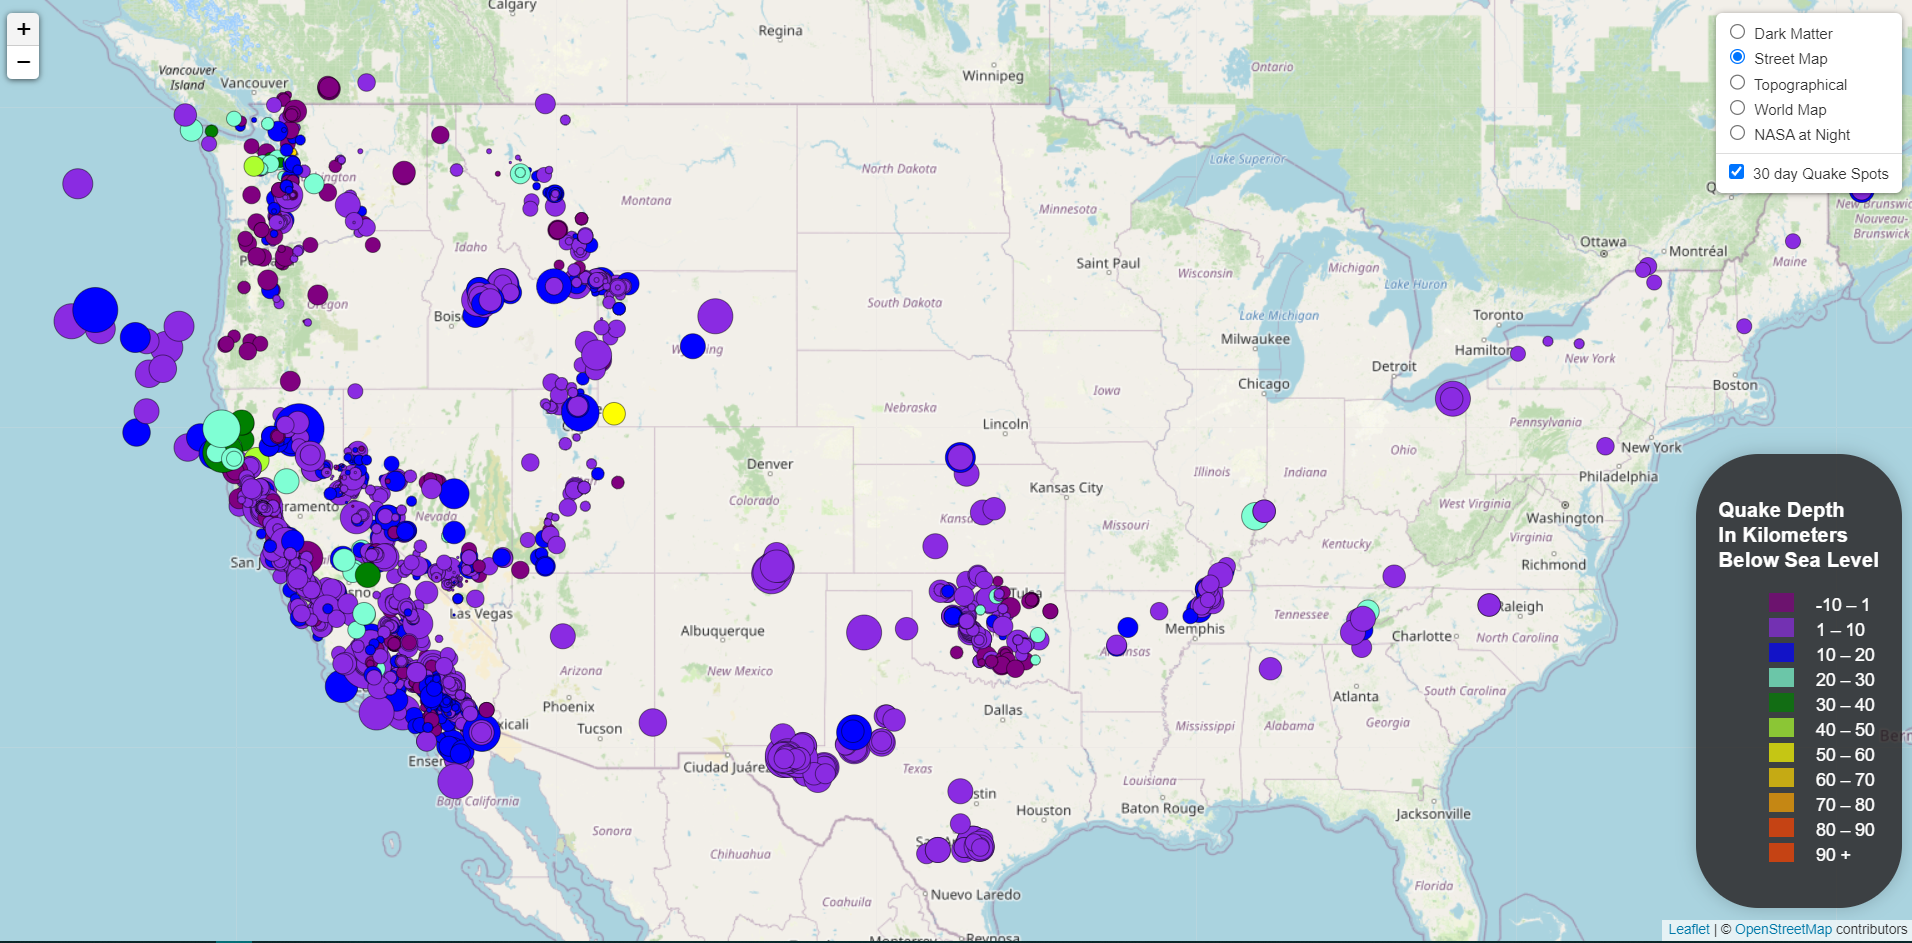 +
−
Dark Matter
Street Map
Topographical
World Map
NASA at Night
30 day Quake Spots
Calgary
Regina
Winnipeg
Ontario
Vancouver
Island
Vancouver
Lake Superior
North Dakota
Minnesota
Montana
New Brunswick
Nouveau-
Brunswick
Ottawa
Montréal
Maine
Idaho
Saint Paul
Wisconsin
Michigan
Lake Huron
Oregon
South Dakota
Lake Michigan
Toronto
Milwaukee
Hamilton
New York
Detroit
Chicago
Boston
Iowa
Nebraska
Lincoln
Pennsylvania
New York
Ohio
Denver
Illinois
Indiana
Philadelphia
Kansas City
Colorado
West Virginia
Nevada
Missouri
Washington
Virginia
Kentucky
Richmond
Tulsa
Las Vegas
Albuquerque
Tennessee
Raleigh
Memphis
Charlotte
North Carolina
Arizona
New Mexico
Atlanta
South Carolina
Phoenix
Dallas
Tucson
Mississippi
Alabama
Georgia
Ciudad Juárez
Texas
Louisiana
Baja California
Houston
Baton Rouge
Jacksonville
Sonora
Chihuahua
Florida
Nuevo Laredo
Coahuila
Monterrey
Reynosa
Quake Depth
In Kilometers
Below Sea Level
-10 – 1
1 – 10
10 – 20
20 – 30
30 – 40
40 – 50
50 – 60
60 – 70
70 – 80
80 – 90
90 +
Leaflet | © OpenStreetMap contributors